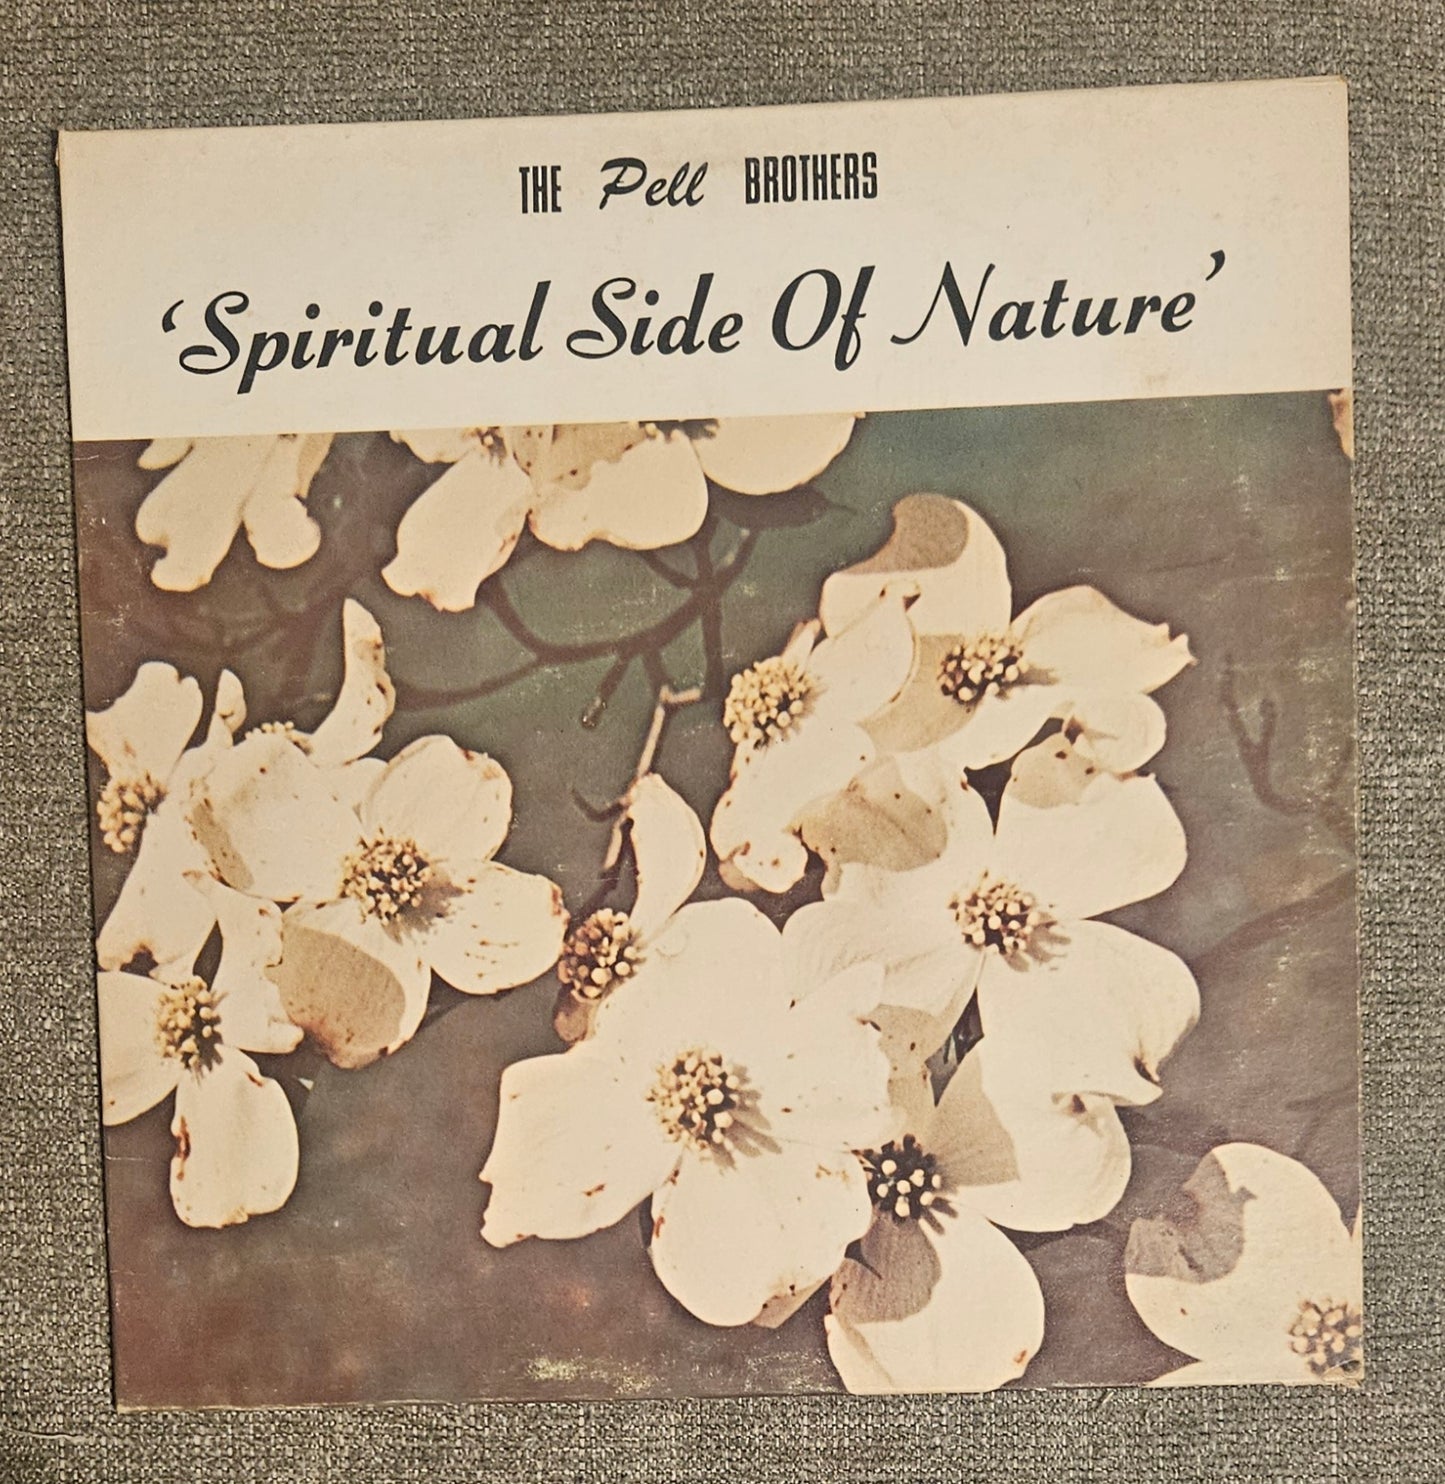 THE Pell BROTHERS
‘Spiritual Side Of Nature’